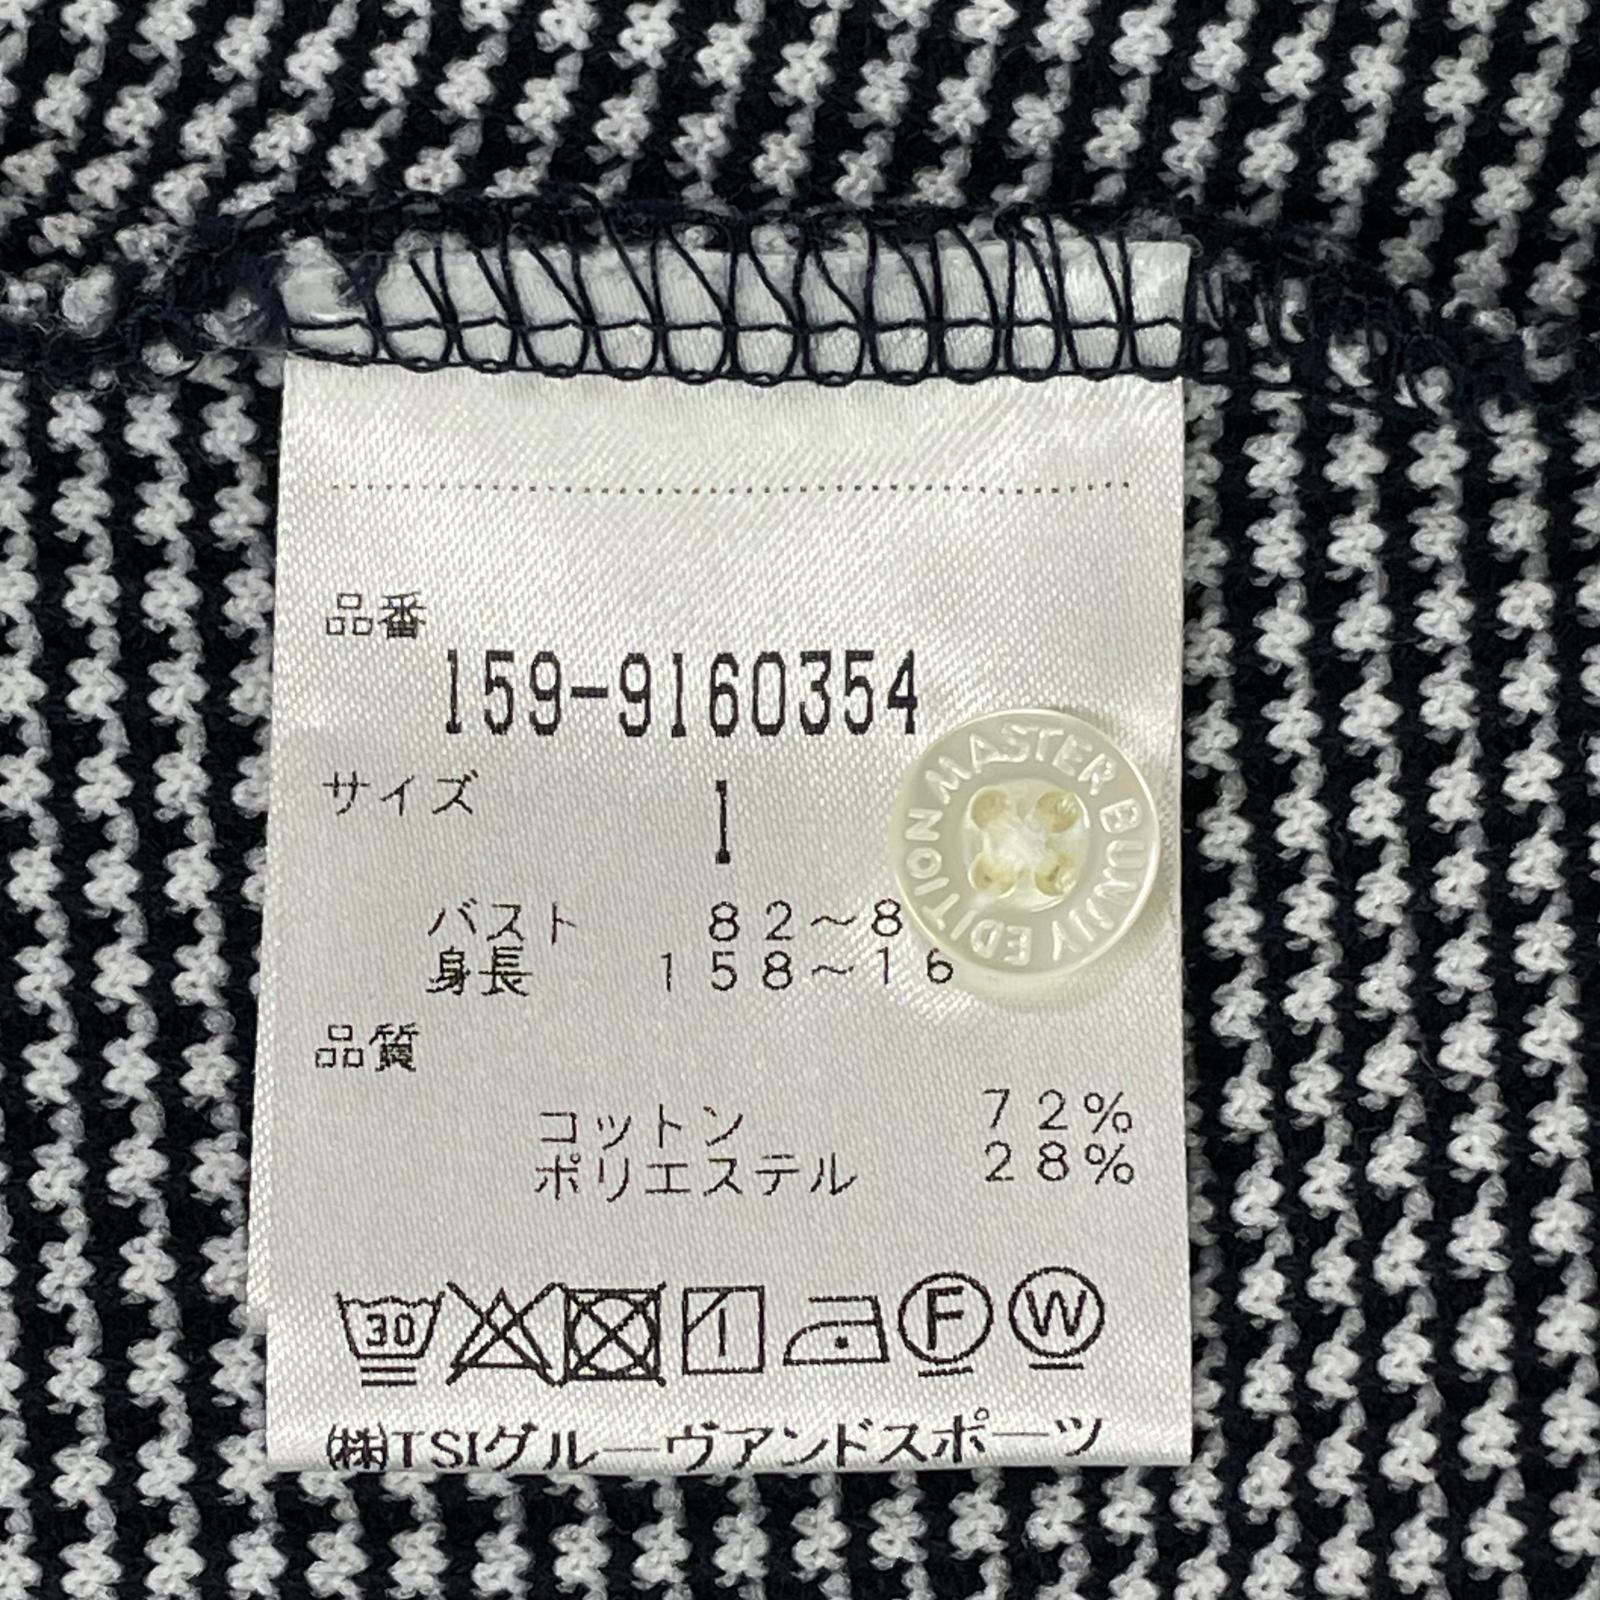 品番
159-9160354
サイズ 1
バスト 82～8
身長 158～16
品質
コットン 72%
ポリエステル 28%
30 1 F W
㈱TSIグルーヴアンドスポーツ
MASTER BUNNY EDITION